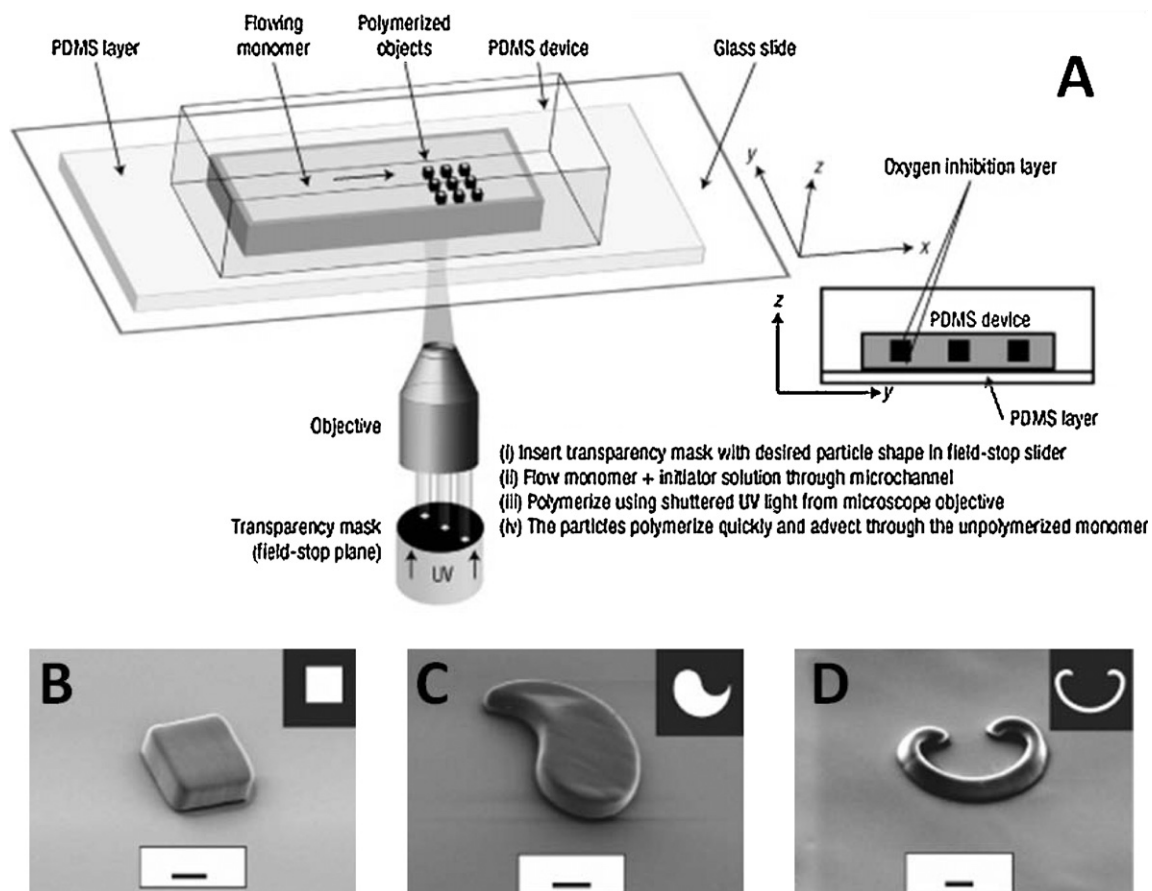 Flowing
monomer
Polymerized
objects
PDMS layer
PDMS device
Glass slide
A
y
z
x
Oxygen inhibition layer
z
PDMS device
y
PDMS layer
Objective
(i) Insert transparency mask with desired particle shape in field-stop slider
(ii) Flow monomer + initiator solution through microchannel
(iii) Polymerize using shuttered UV light from microscope objective
(iv) The particles polymerize quickly and advect through the unpolymerized monomer
Transparency mask
(field-stop plane)
UV
B
C
D